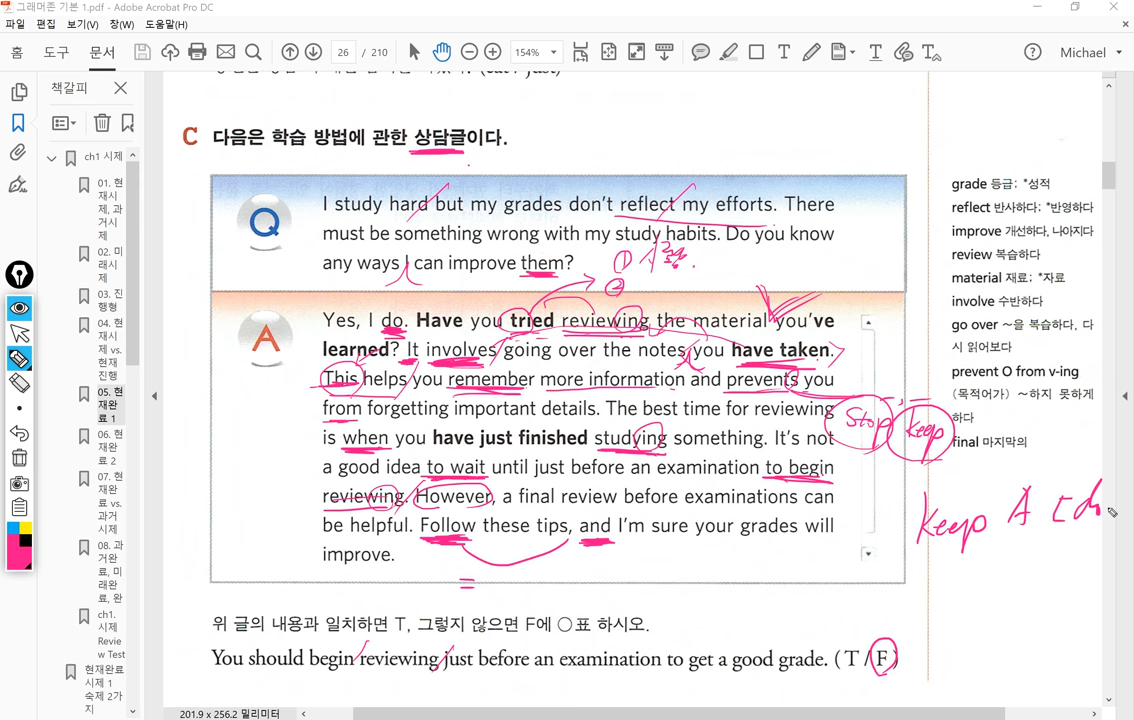 그래머존 기본 1.pdf - Adobe Acrobat Pro DC
파일 편집 보기(V) 창(W) 도움말(H)
홈 도구 문서 26 / 210 154% Michael
책갈피
ch1 시제
01. 현재시제, 과거시제
02. 미래시제
03. 진행형
04. 현재시제 vs. 현재 진행
05. 현재완료 1
06. 현재완료 2
07. 현재완료 vs. 과거시제
08. 과거완료, 미래완료, 완
ch1. 시제 Review Test
현재완료 시제 1 숙제 2가지
C 다음은 학습 방법에 관한 상담글이다.
Q
I study hard but my grades don't reflect my efforts. There
must be something wrong with my study habits. Do you know
any ways I can improve them?
① 시
②
A
Yes, I do. Have you tried reviewing the material you've
learned? It involves going over the notes you have taken.
This helps you remember more information and prevents you
from forgetting important details. The best time for reviewing
is when you have just finished studying something. It's not
a good idea to wait until just before an examination to begin
reviewing. However, a final review before examinations can
be helpful. Follow these tips, and I'm sure your grades will
improve.
stop keep
keep A
grade 등급; *성적
reflect 반사하다; *반영하다
improve 개선하다, 나아지다
review 복습하다
material 재료; *자료
involve 수반하다
go over ~을 복습하다, 다
시 읽어보다
prevent O from v-ing
(목적어가) ~하지 못하게
하다
final 마지막의
위 글의 내용과 일치하면 T, 그렇지 않으면 F에 ○표 하시오.
You should begin reviewing just before an examination to get a good grade. ( T / F )
201.9 x 256.2 밀리미터